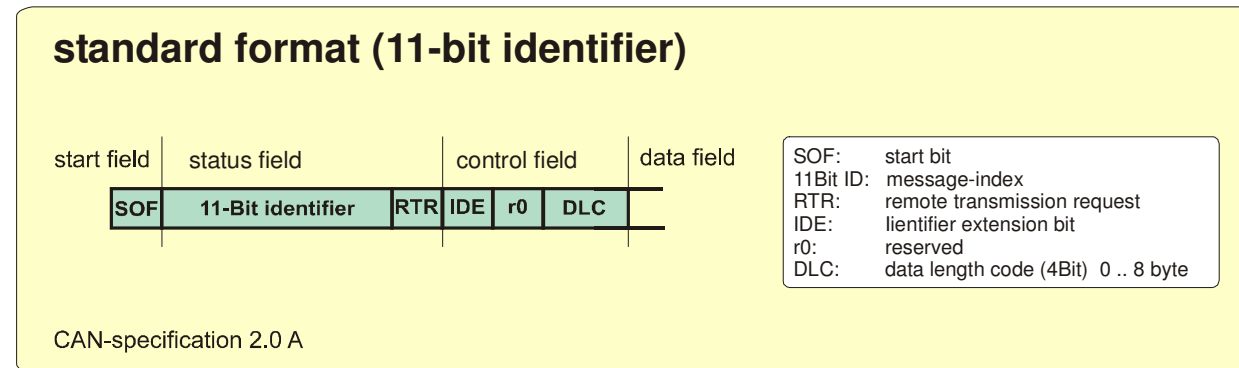 standard format (11-bit identifier)
start field status field control field data field
SOF 11-Bit identifier RTR IDE r0 DLC
SOF: start bit
11Bit ID: message-index
RTR: remote transmission request
IDE: lientifier extension bit
r0: reserved
DLC: data length code (4Bit) 0 .. 8 byte
CAN-specification 2.0 A